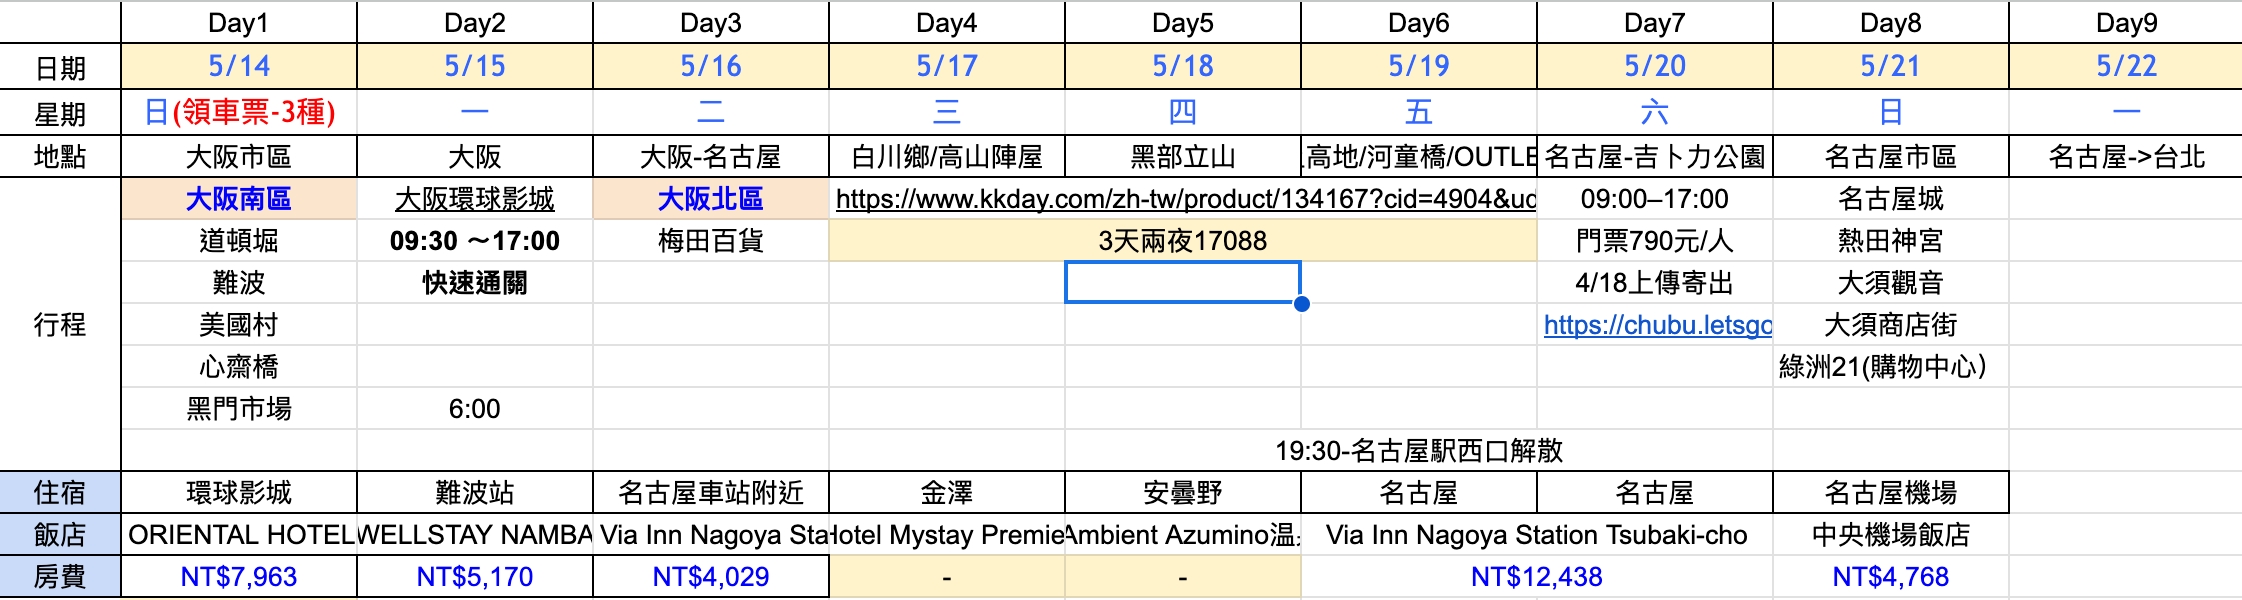 Day1 Day2 Day3 Day4 Day5 Day6 Day7 Day8 Day9
日期 5/14 5/15 5/16 5/17 5/18 5/19 5/20 5/21 5/22
星期 日(領車票-3種) 一 二 三 四 五 六 日 一
地點 大阪市區 大阪 大阪-名古屋 白川鄉/高山陣屋 黑部立山 高地/河童橋/OUTLE 名古屋-吉卜力公園 名古屋市區 名古屋->台北
大阪南區 大阪環球影城 大阪北區 https://www.kkday.com/zh-tw/product/134167?cid=4904&ud 09:00–17:00 名古屋城
道頓堀 09:30 ～17:00 梅田百貨 3天兩夜17088 門票790元/人 熱田神宮
難波 快速通關 4/18上傳寄出 大須觀音
行程 美國村 https://chubu.letsgo 大須商店街
心齋橋 綠洲21(購物中心）
黑門市場 6:00
19:30-名古屋駅西口解散
住宿 環球影城 難波站 名古屋車站附近 金澤 安曇野 名古屋 名古屋 名古屋機場
飯店 ORIENTAL HOTEL WELLSTAY NAMBA Via Inn Nagoya Sta Hotel Mystay Premie Ambient Azumino温 Via Inn Nagoya Station Tsubaki-cho 中央機場飯店
房費 NT$7,963 NT$5,170 NT$4,029 - - NT$12,438 NT$4,768